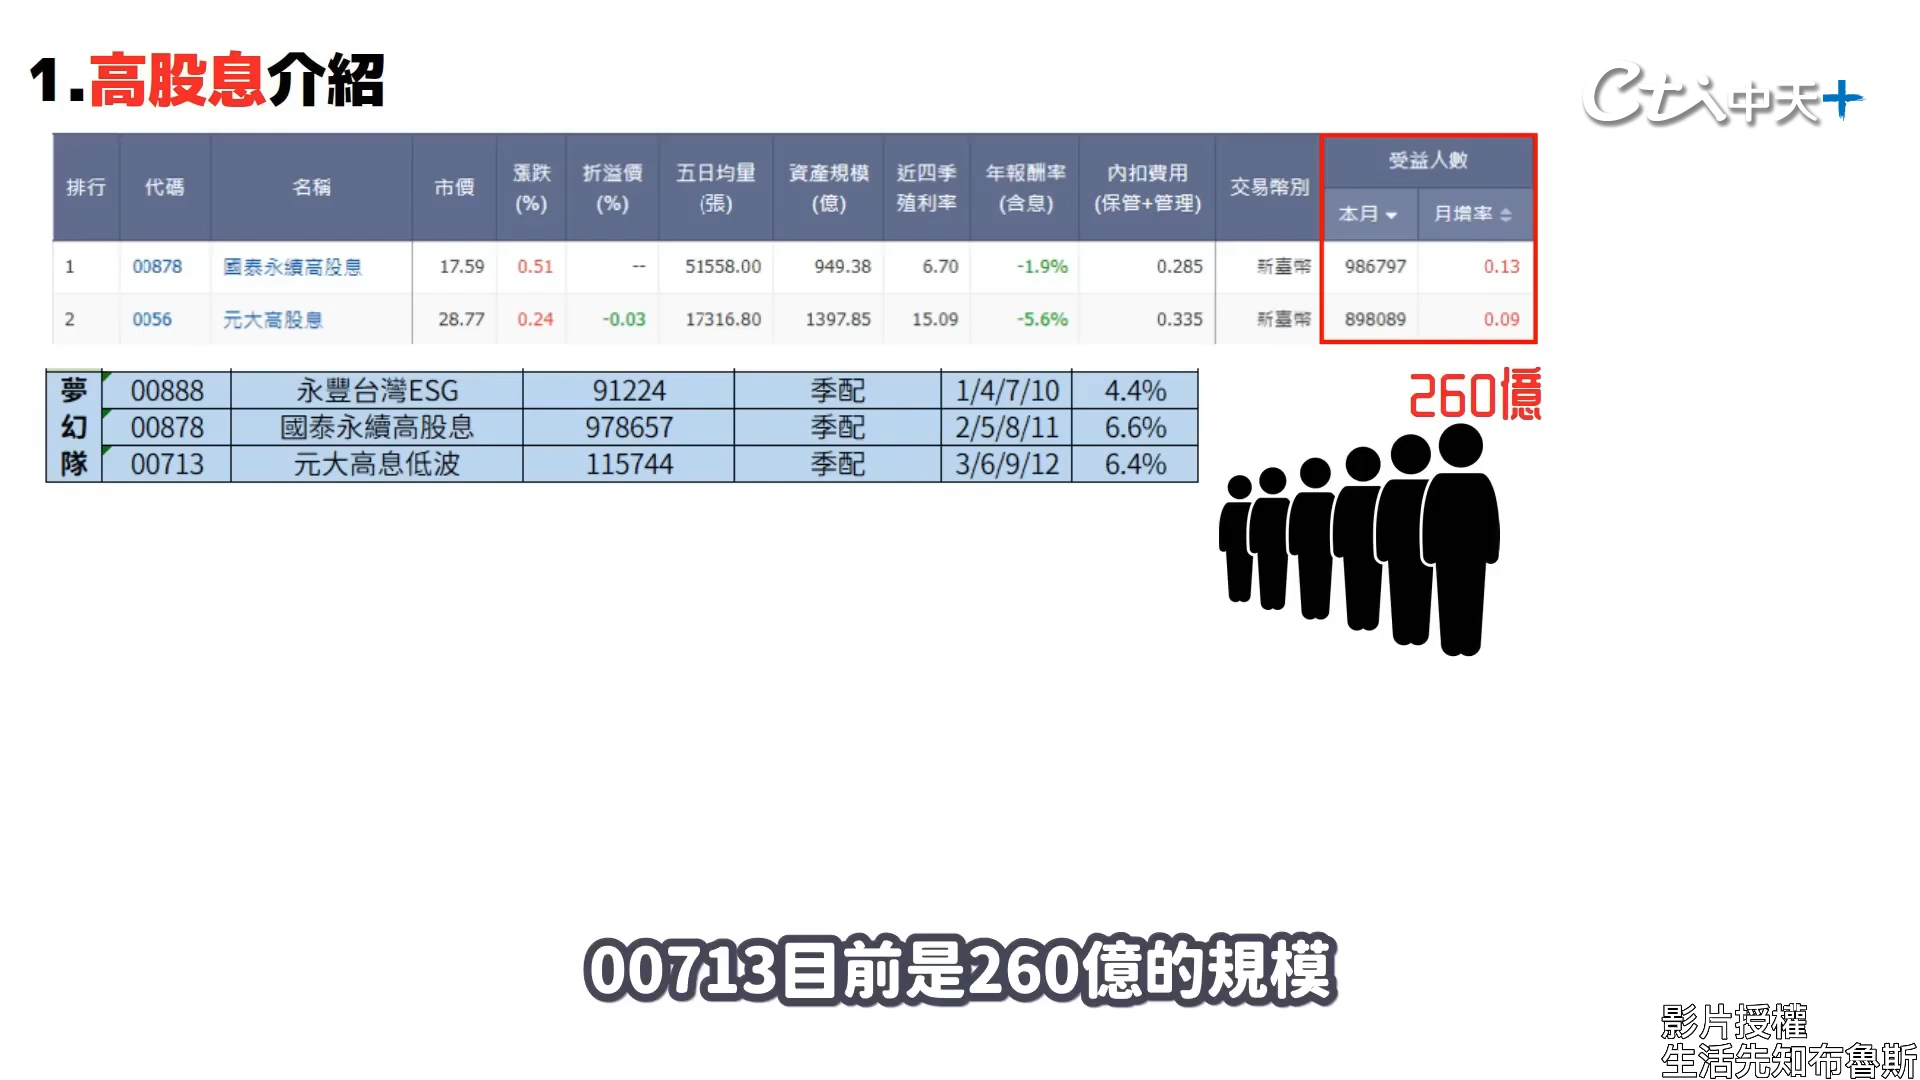 1.高股息介紹
Cti中天+
排行 代碼 名稱 市價 漲跌(%) 折溢價(%) 五日均量(張) 資產規模(億) 近四季殖利率 年報酬率(含息) 內扣費用(保管+管理) 交易幣別 受益人數 本月 月增率
1 00878 國泰永續高股息 17.59 0.51 -- 51558.00 949.38 6.70 -1.9% 0.285 新臺幣 986797 0.13
2 0056 元大高股息 28.77 0.24 -0.03 17316.80 1397.85 15.09 -5.6% 0.335 新臺幣 898089 0.09
夢 00888 永豐台灣ESG 91224 季配 1/4/7/10 4.4%
幻 00878 國泰永續高股息 978657 季配 2/5/8/11 6.6%
隊 00713 元大高息低波 115744 季配 3/6/9/12 6.4%
260億
00713目前是260億的規模
影片授權
生活先知布魯斯